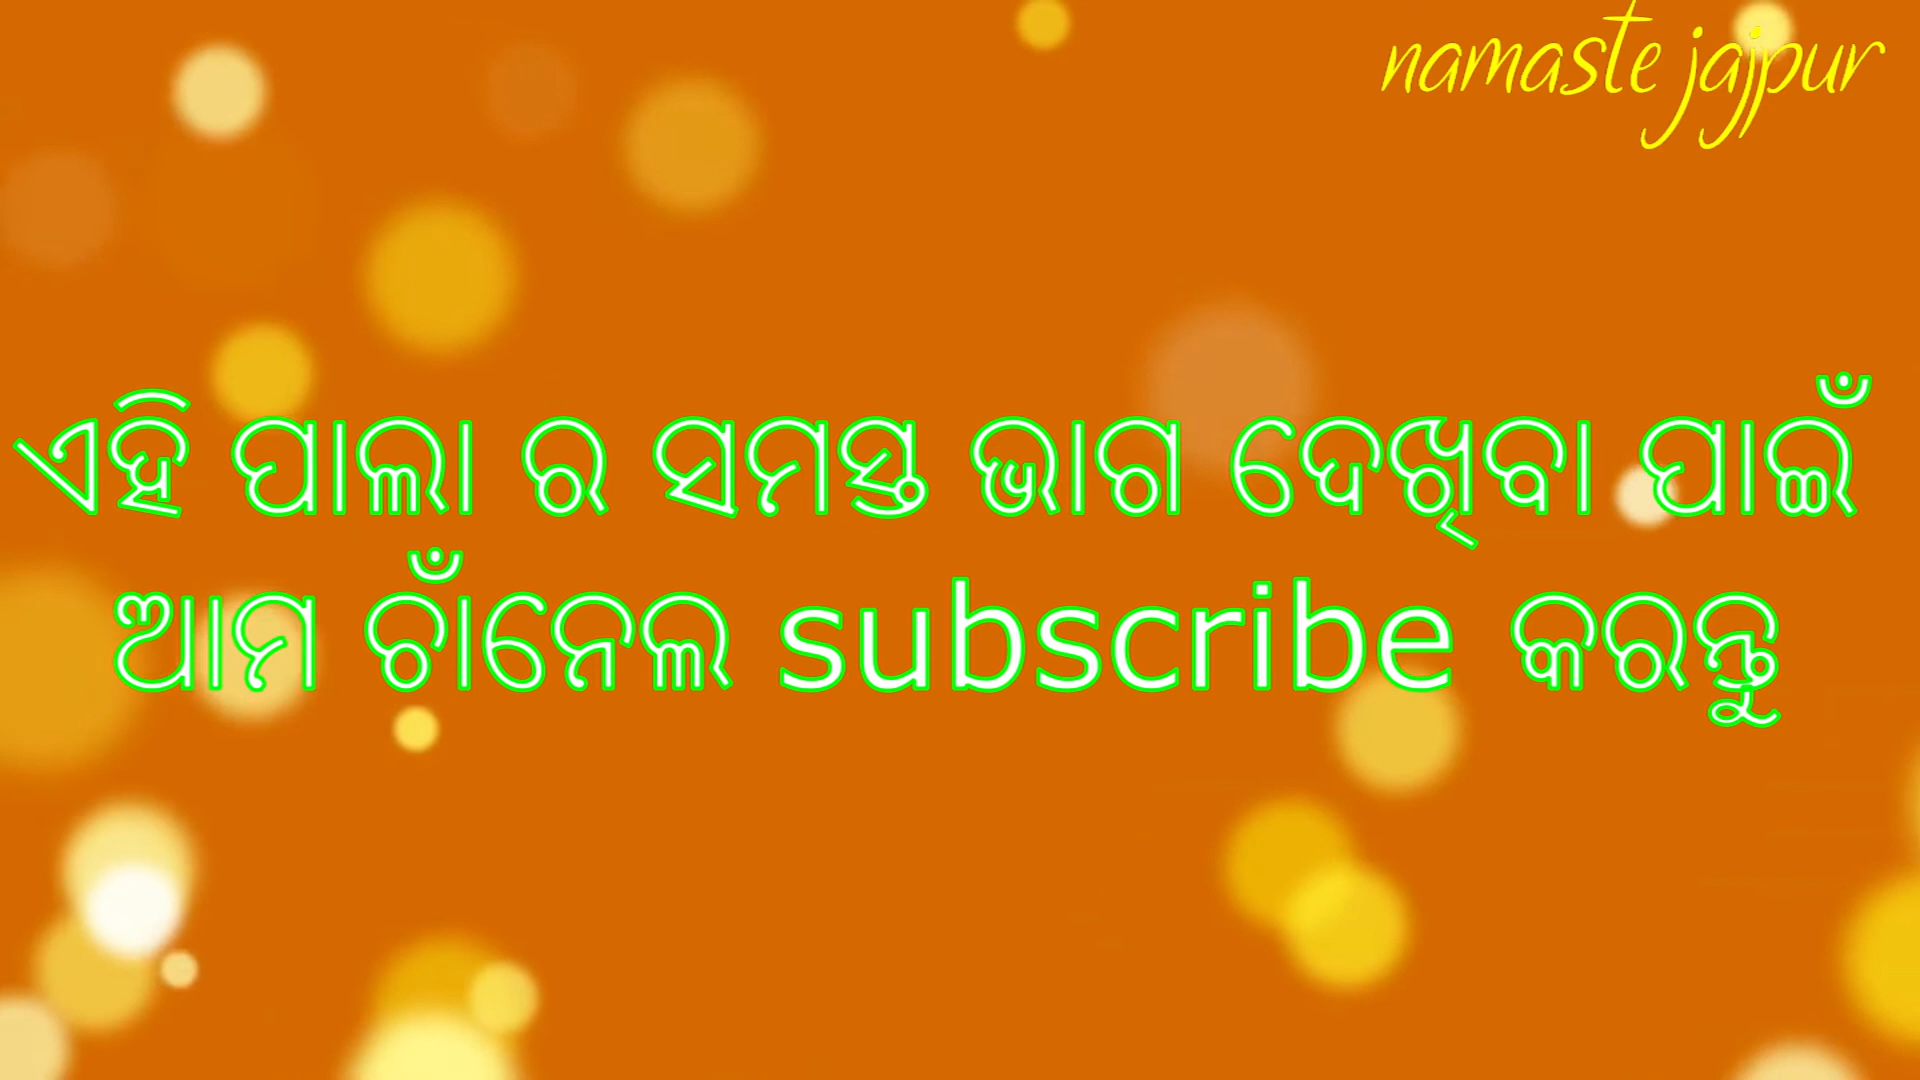 namaste jajpur
ଏହି ପାଲା ର ସମସ୍ତ ଭାଗ ଦେଖିବା ପାଇଁ
ଆମ ଚାଁନେଲ subscribe କରନ୍ତୁ